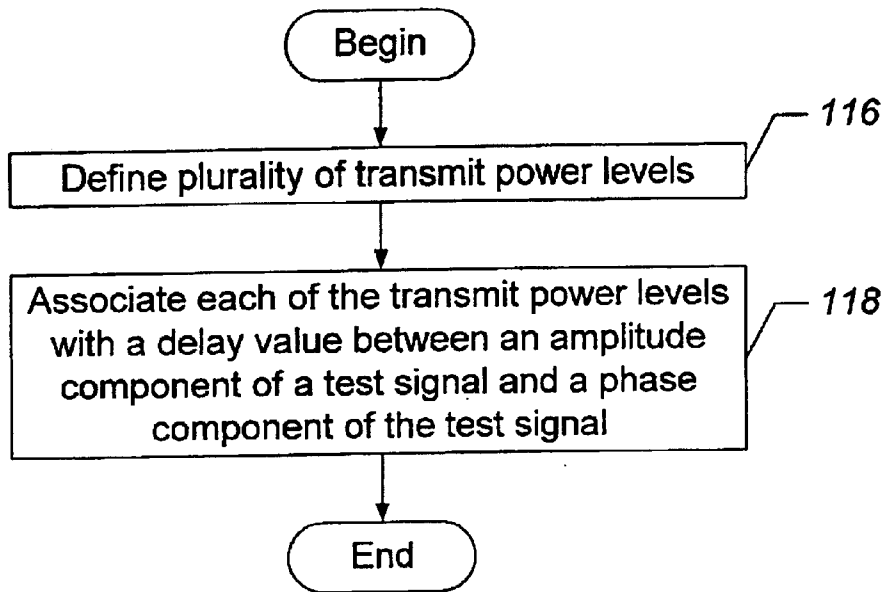 Begin
116
Define plurality of transmit power levels
Associate each of the transmit power levels
118
with a delay value between an amplitude
component of a test signal and a phase
component of the test signal
End